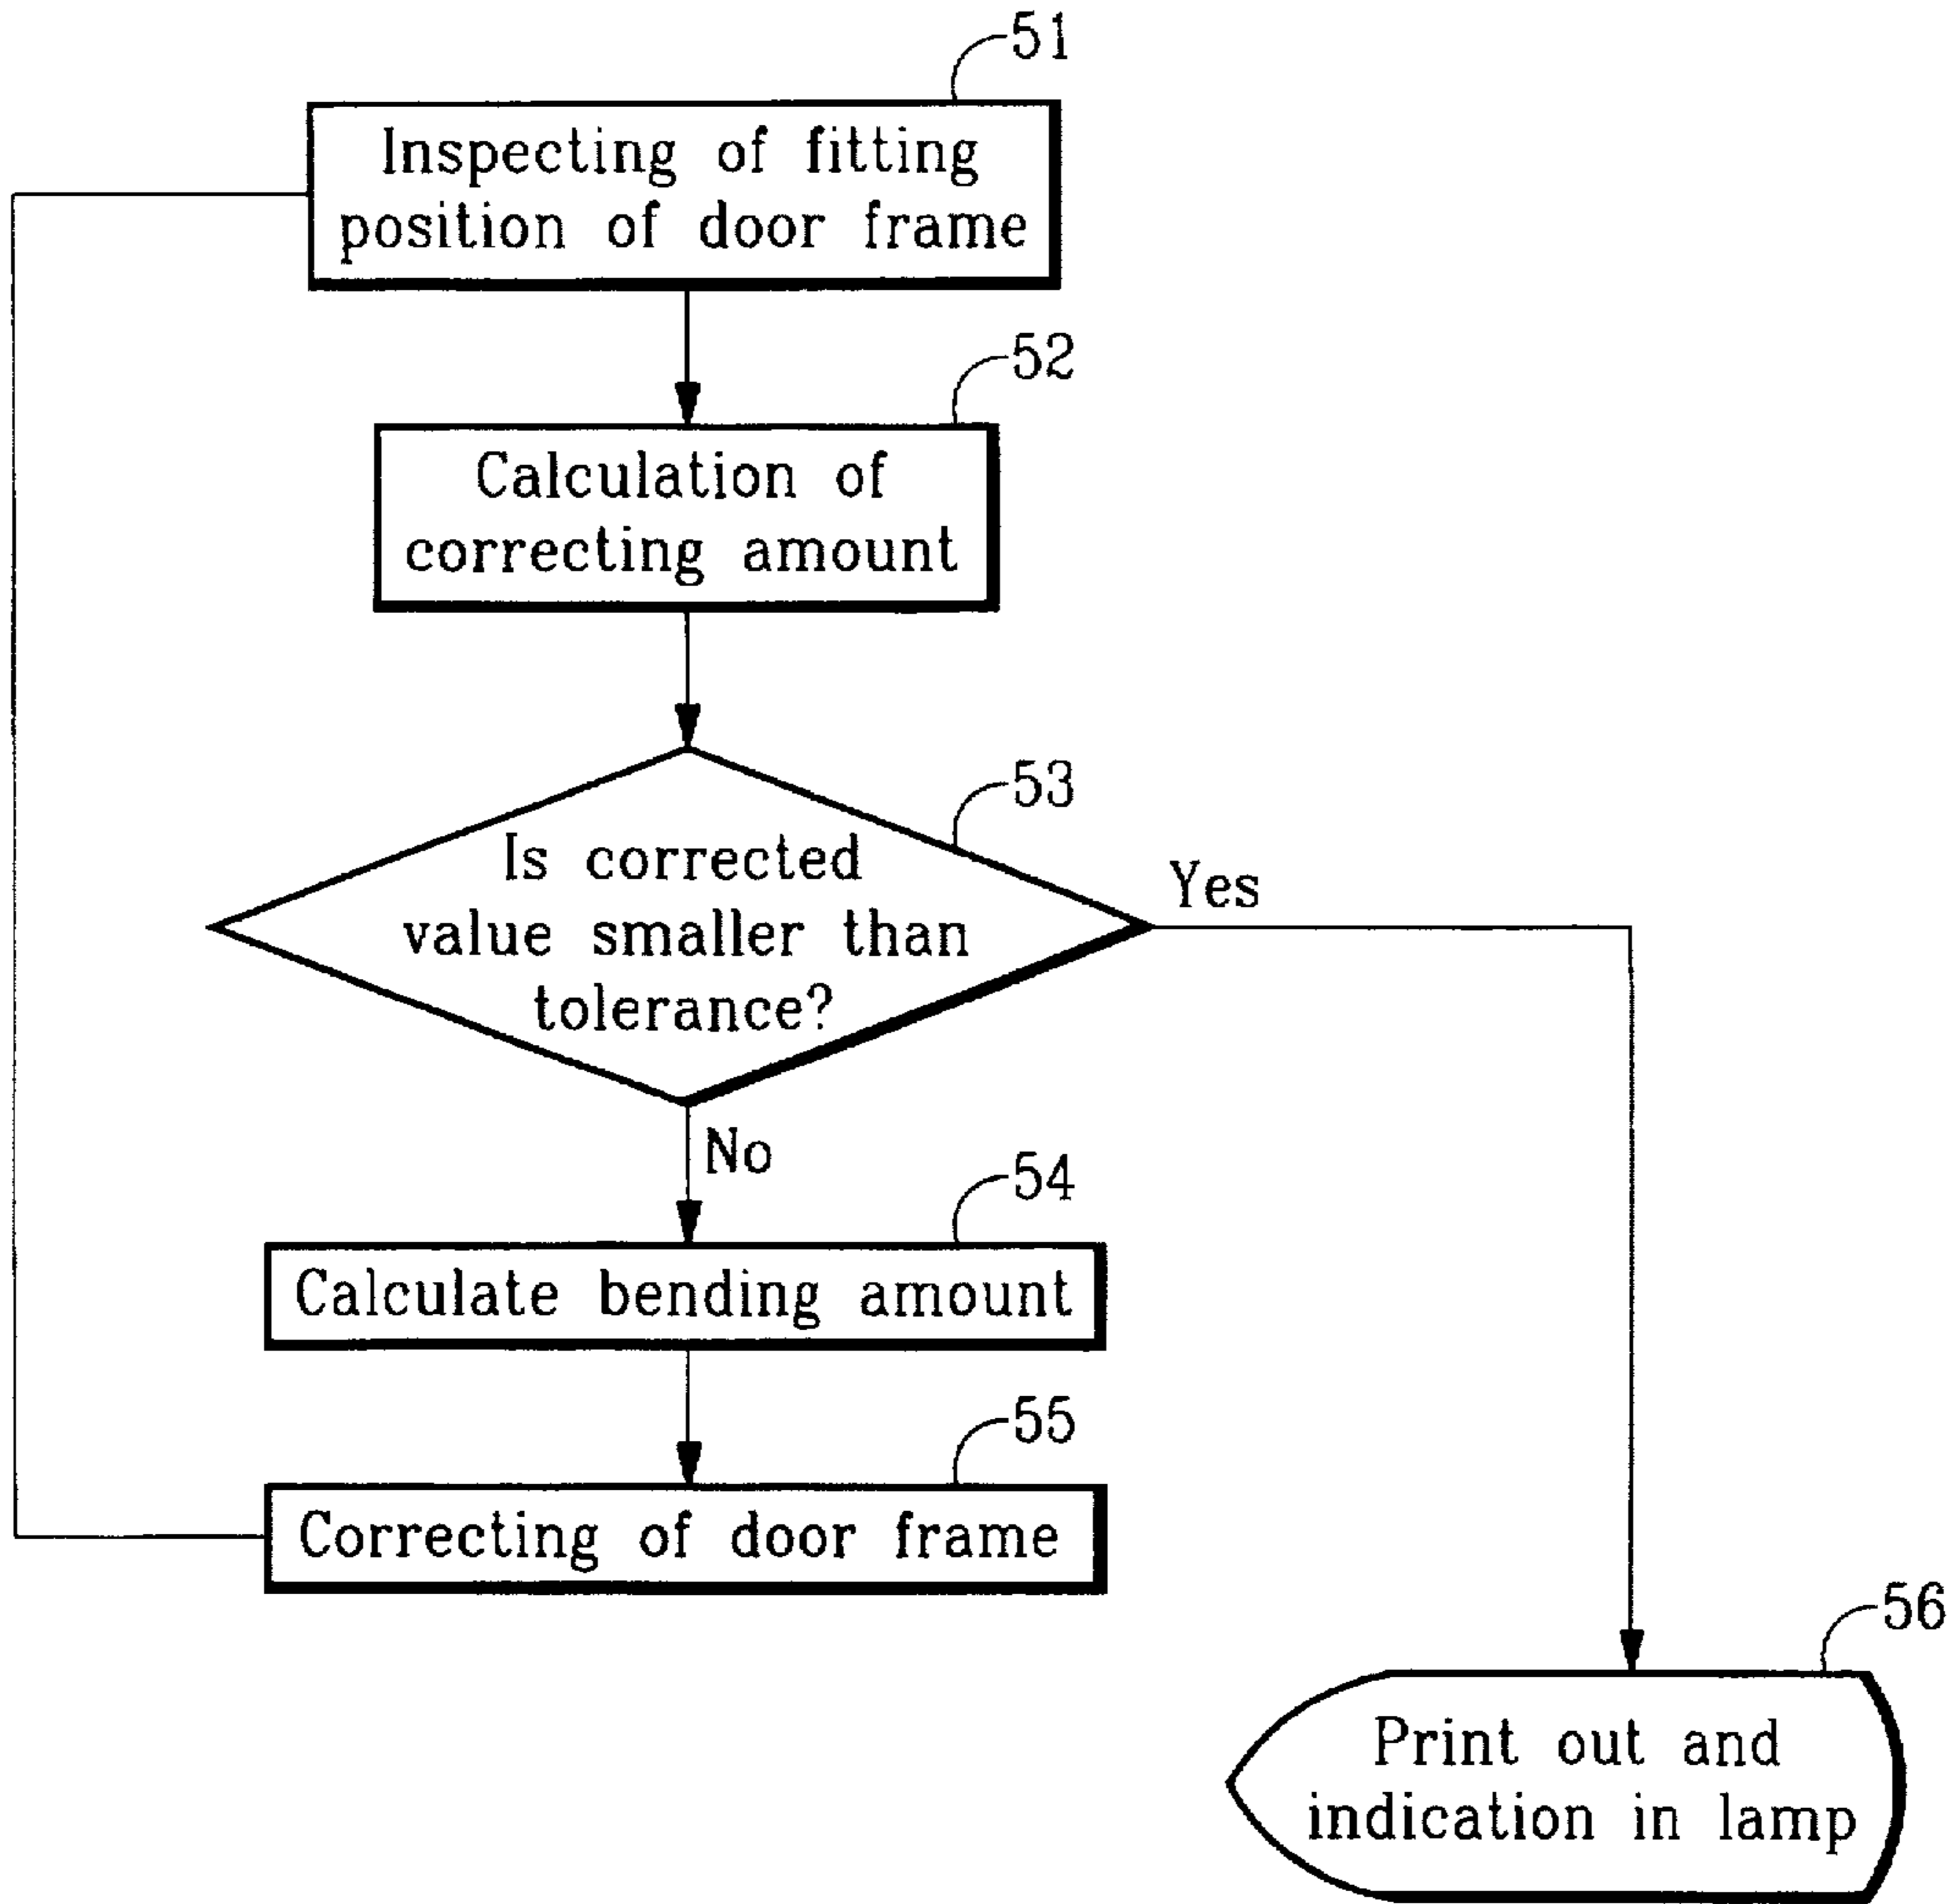 51
Inspecting of fitting
position of door frame
52
Calculation of
correcting amount
53
Is corrected
value smaller than
tolerance?
Yes
No
54
Calculate bending amount
55
Correcting of door frame
56
Print out and
indication in lamp